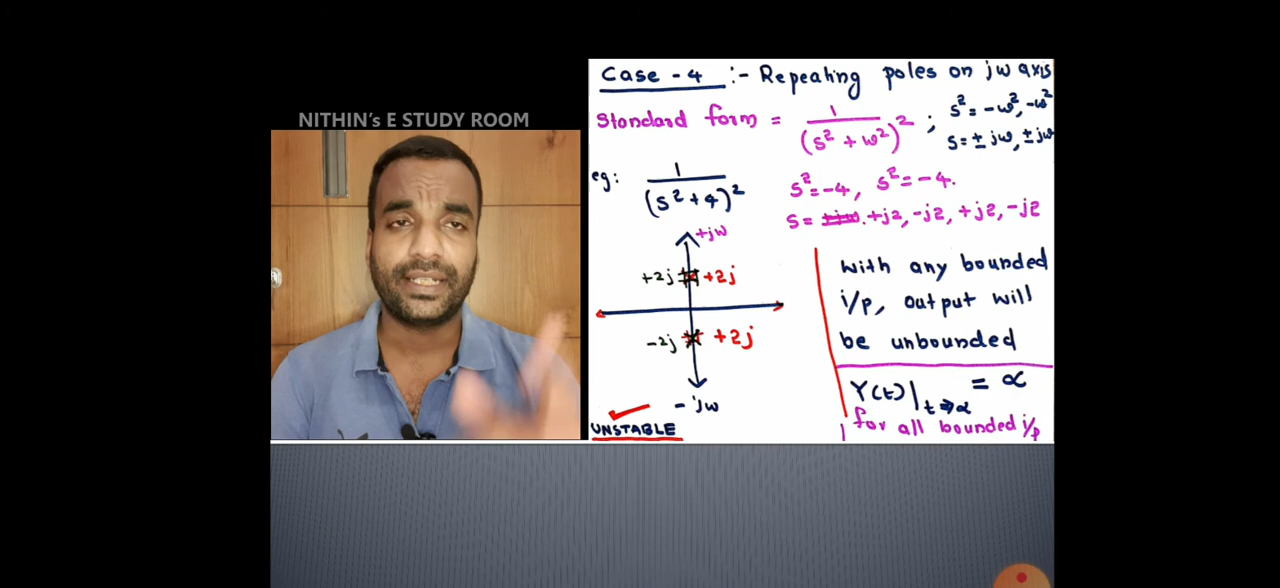 NITHIN's E STUDY ROOM
Case - 4 :- Repeating poles on jw axis
Standard form = 1/(s² + ω²)² ; s² = -ω², -ω²
s = ± jω, ± jω
eg: 1/(s² + 4)²
s² = -4, s² = -4.
s = +j2, -j2, +j2, -j2
+jω
+2j +2j
-2j +2j
-jω
UNSTABLE
with any bounded
i/p, output will
be unbounded
Y(t)|t→α = α
for all bounded i/p